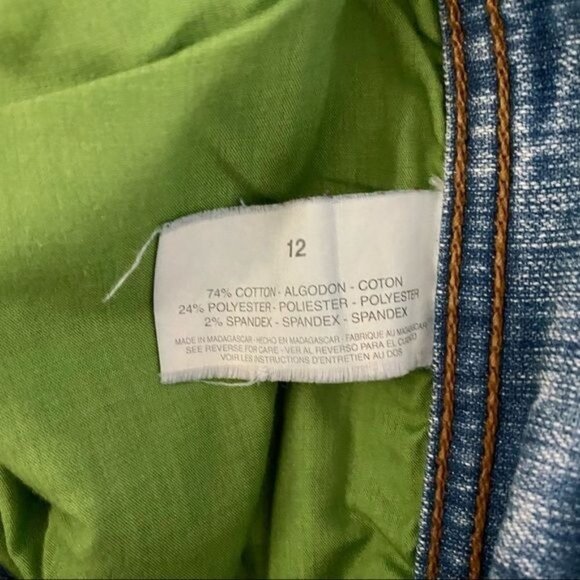 12
74% COTTON - ALGODON - COTON
24% POLYESTER - POLIESTER - POLYESTER
2% SPANDEX - SPANDEX - SPANDEX
MADE IN MADAGASCAR - HECHO EN MADAGASCAR - FABRIQUE AU MADAGASCAR
SEE REVERSE FOR CARE - VER AL REVERSO PARA EL CUIDO
VOIR LES INSTRUCTIONS D'ENTRETIEN AU DOS